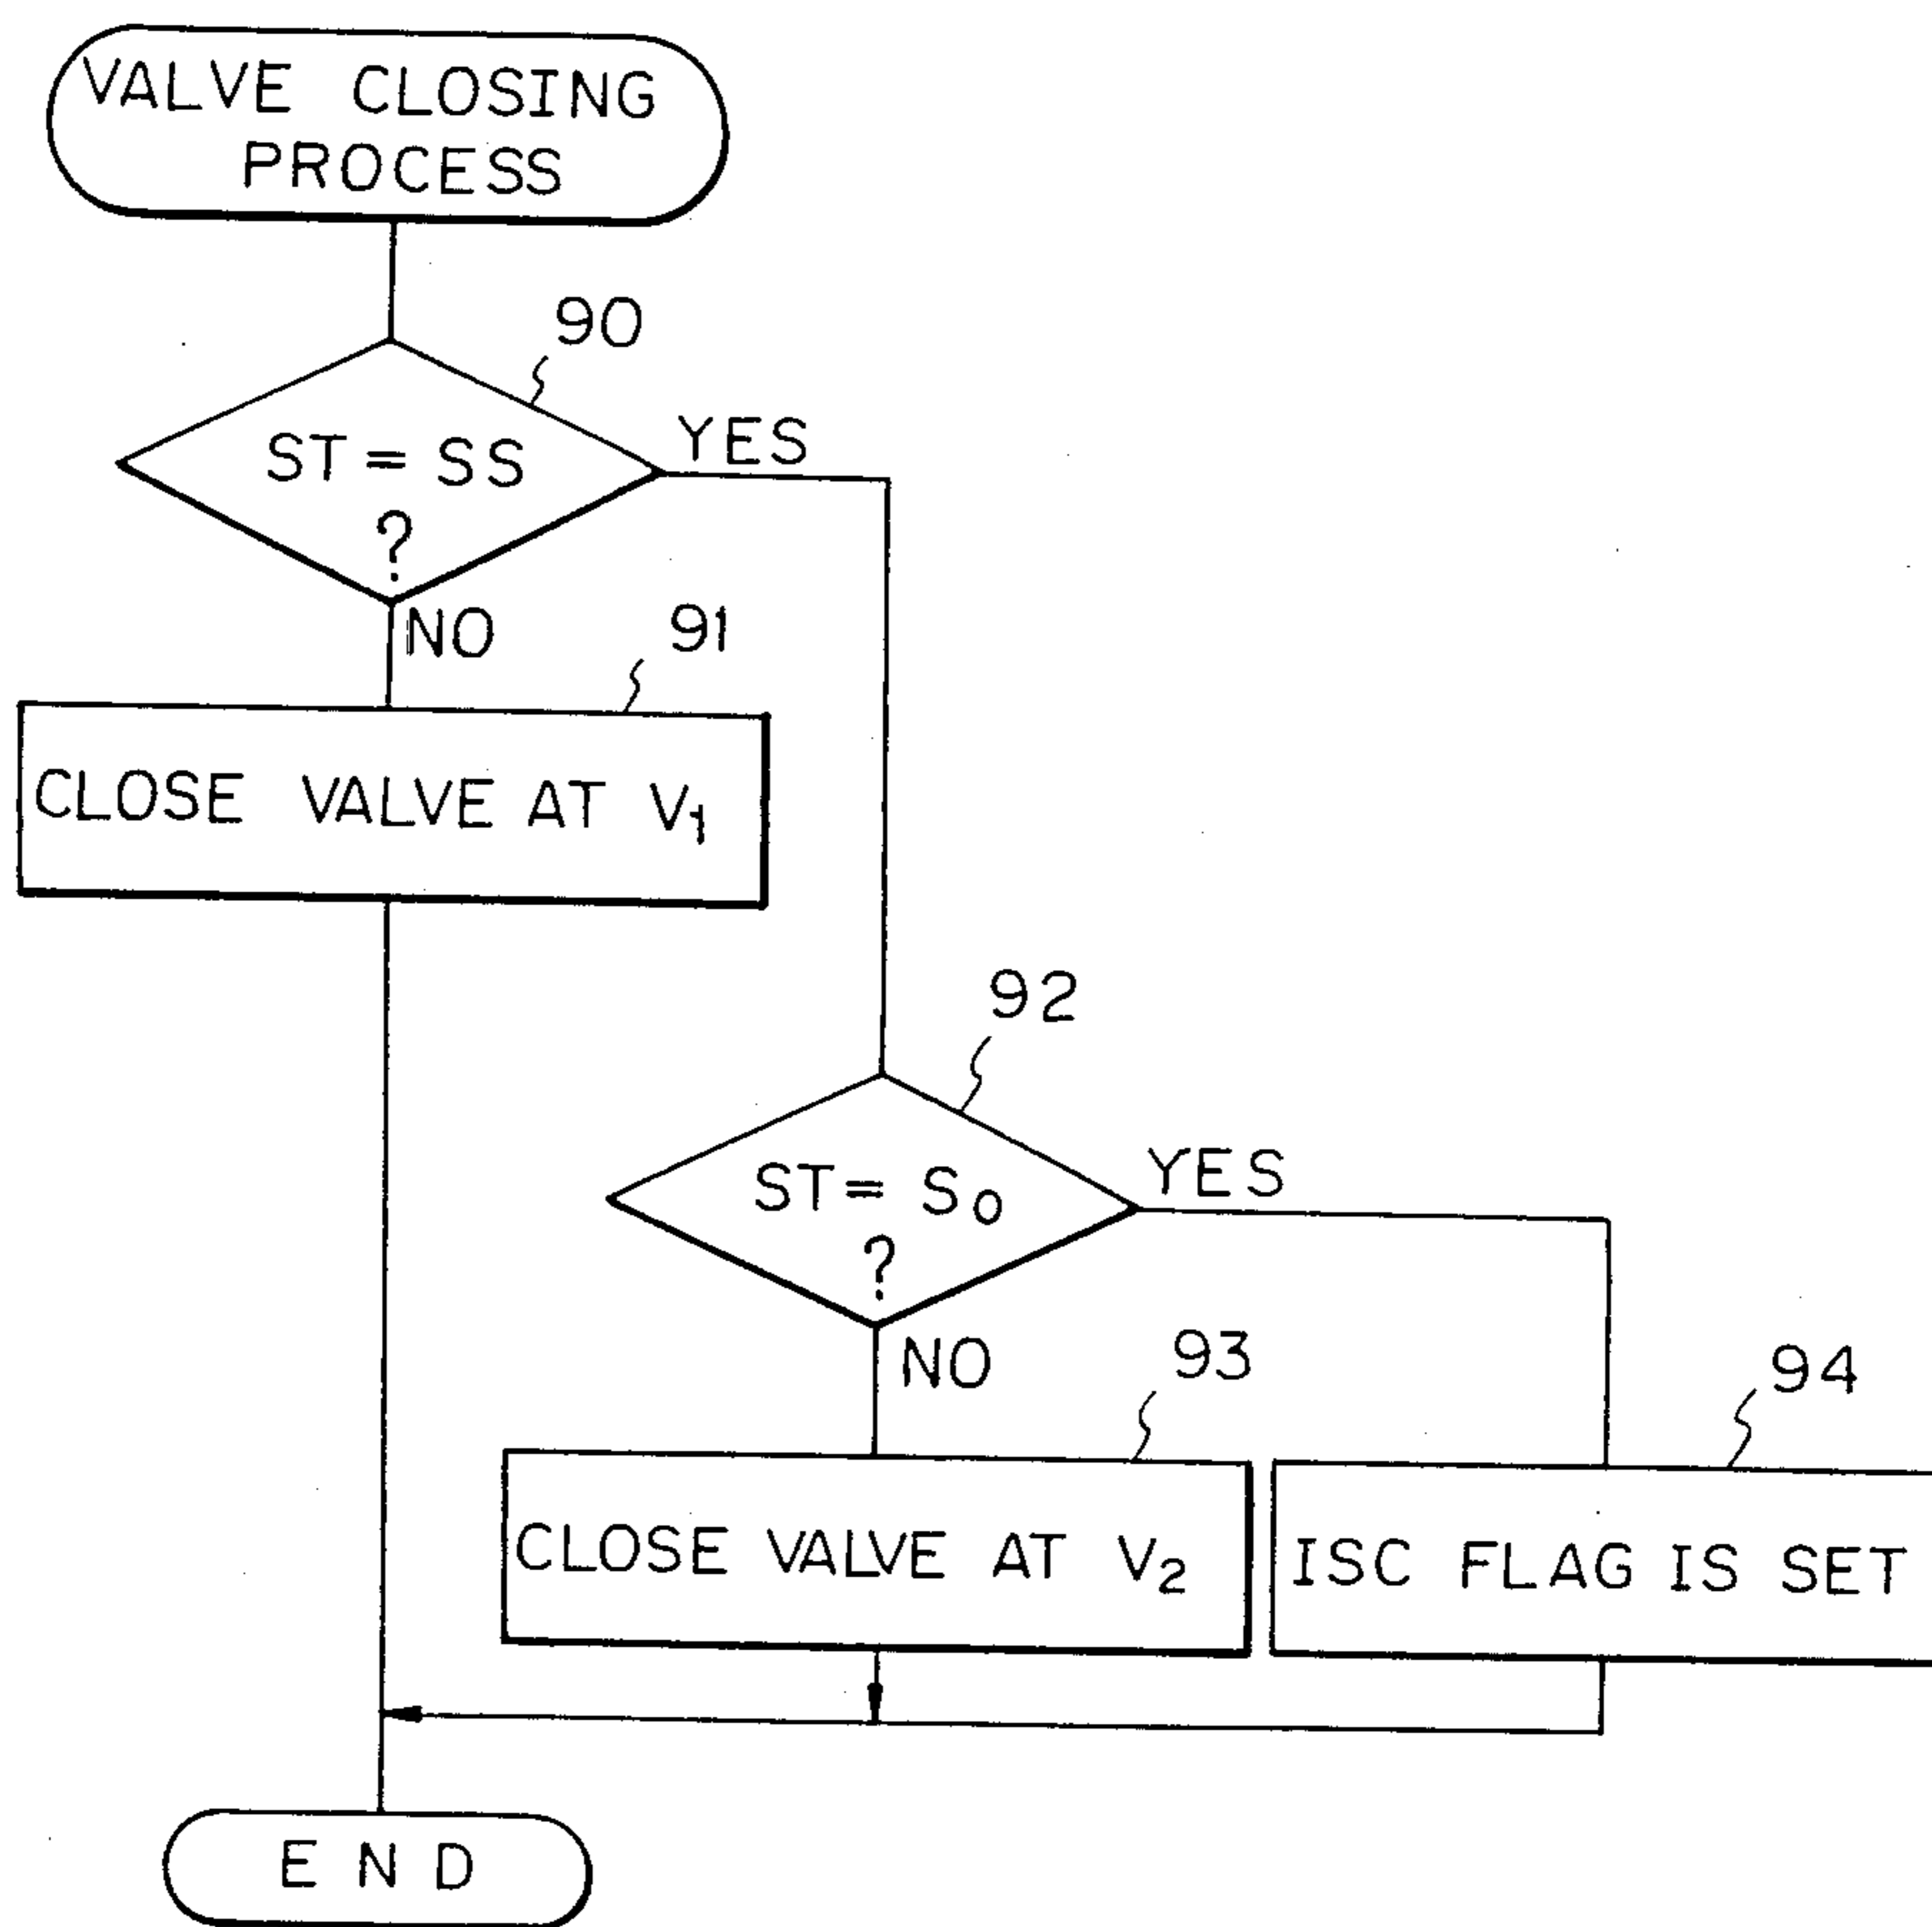 VALVE CLOSING
PROCESS
90
ST = SS
?
YES
NO
91
CLOSE VALVE AT V₁
92
ST = S₀
?
YES
NO
93
94
CLOSE VALVE AT V₂
ISC FLAG IS SET
END